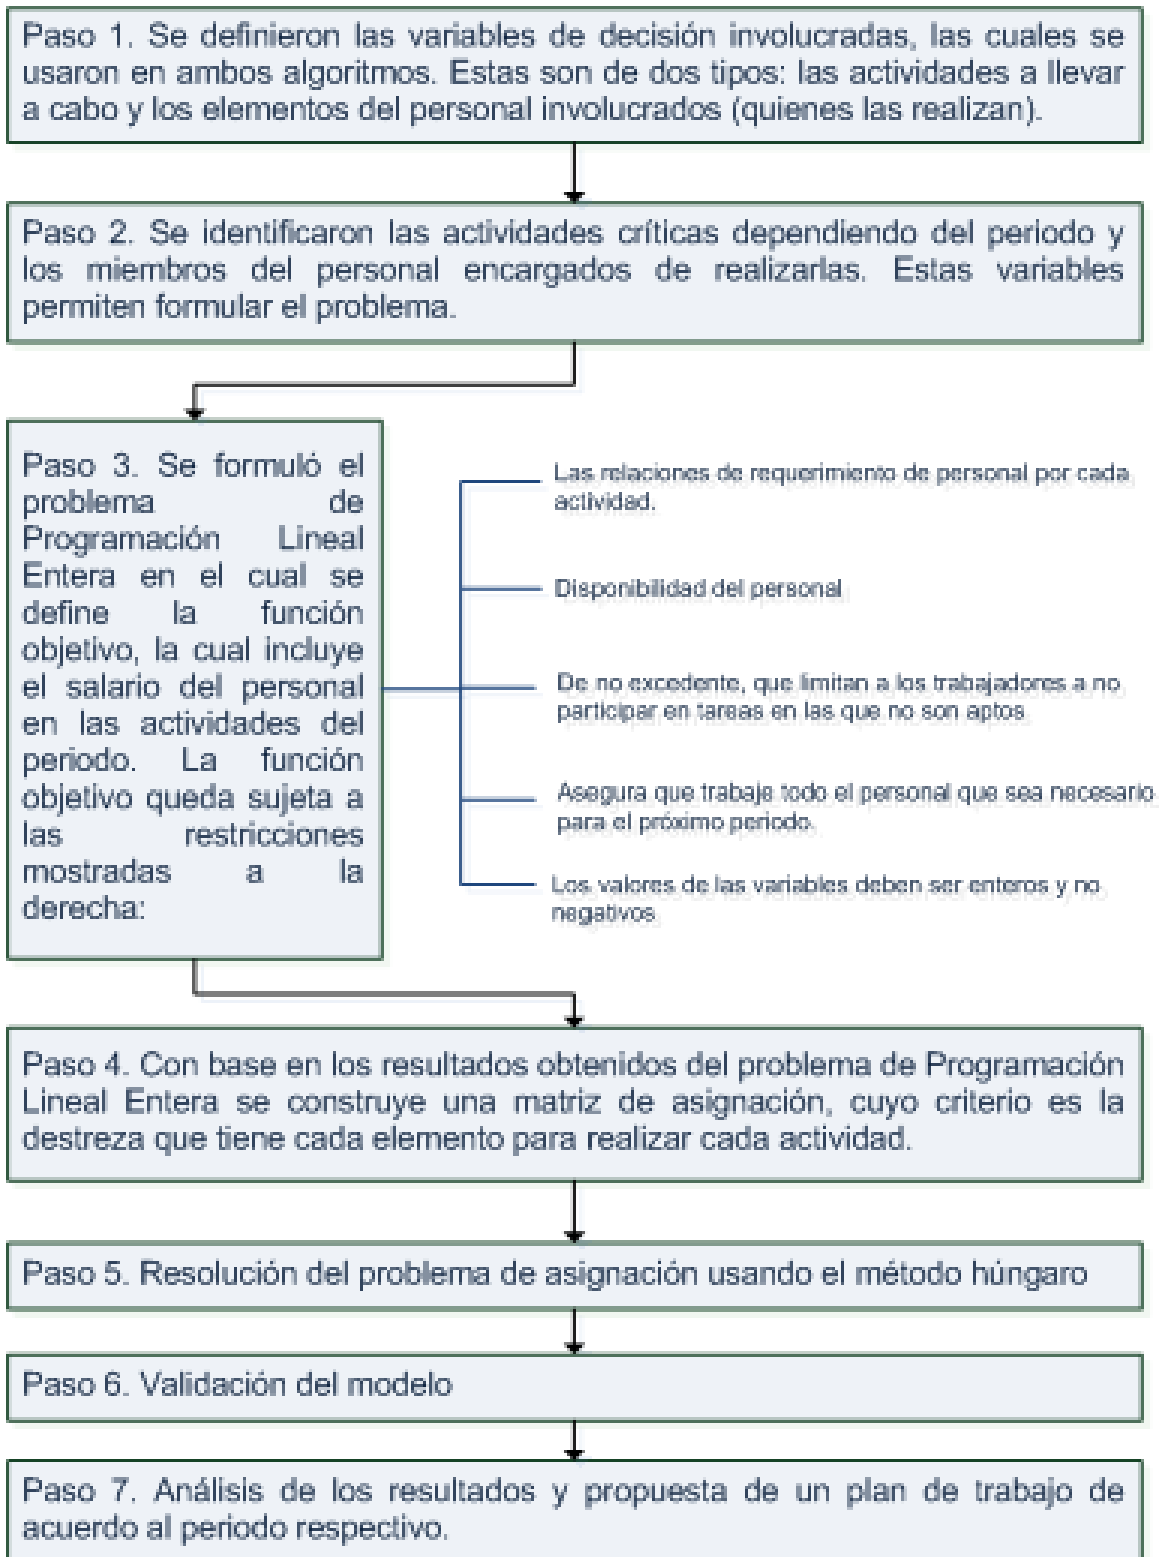 Paso 1. Se definieron las variables de decisión involucradas, las cuales se
usaron en ambos algoritmos. Estas son de dos tipos: las actividades a llevar
a cabo y los elementos del personal involucrados (quienes las realizan).
Paso 2. Se identificaron las actividades críticas dependiendo del periodo y
los miembros del personal encargados de realizarlas. Estas variables
permiten formular el problema.
Paso 3. Se formuló el
problema de
Programación Lineal
Entera en el cual se
define la función
objetivo, la cual incluye
el salario del personal
en las actividades del
periodo. La función
objetivo queda sujeta a
las restricciones
mostradas a la
derecha:
Las relaciones de requerimiento de personal por cada
actividad.
Disponibilidad del personal
De no excedente, que limitan a los trabajadores a no
participar en tareas en las que no son aptos
Asegura que trabaje todo el personal que sea necesario
para el próximo periodo.
Los valores de las variables deben ser enteros y no
negativos
Paso 4. Con base en los resultados obtenidos del problema de Programación
Lineal Entera se construye una matriz de asignación, cuyo criterio es la
destreza que tiene cada elemento para realizar cada actividad.
Paso 5. Resolución del problema de asignación usando el método húngaro
Paso 6. Validación del modelo
Paso 7. Análisis de los resultados y propuesta de un plan de trabajo de
acuerdo al periodo respectivo.